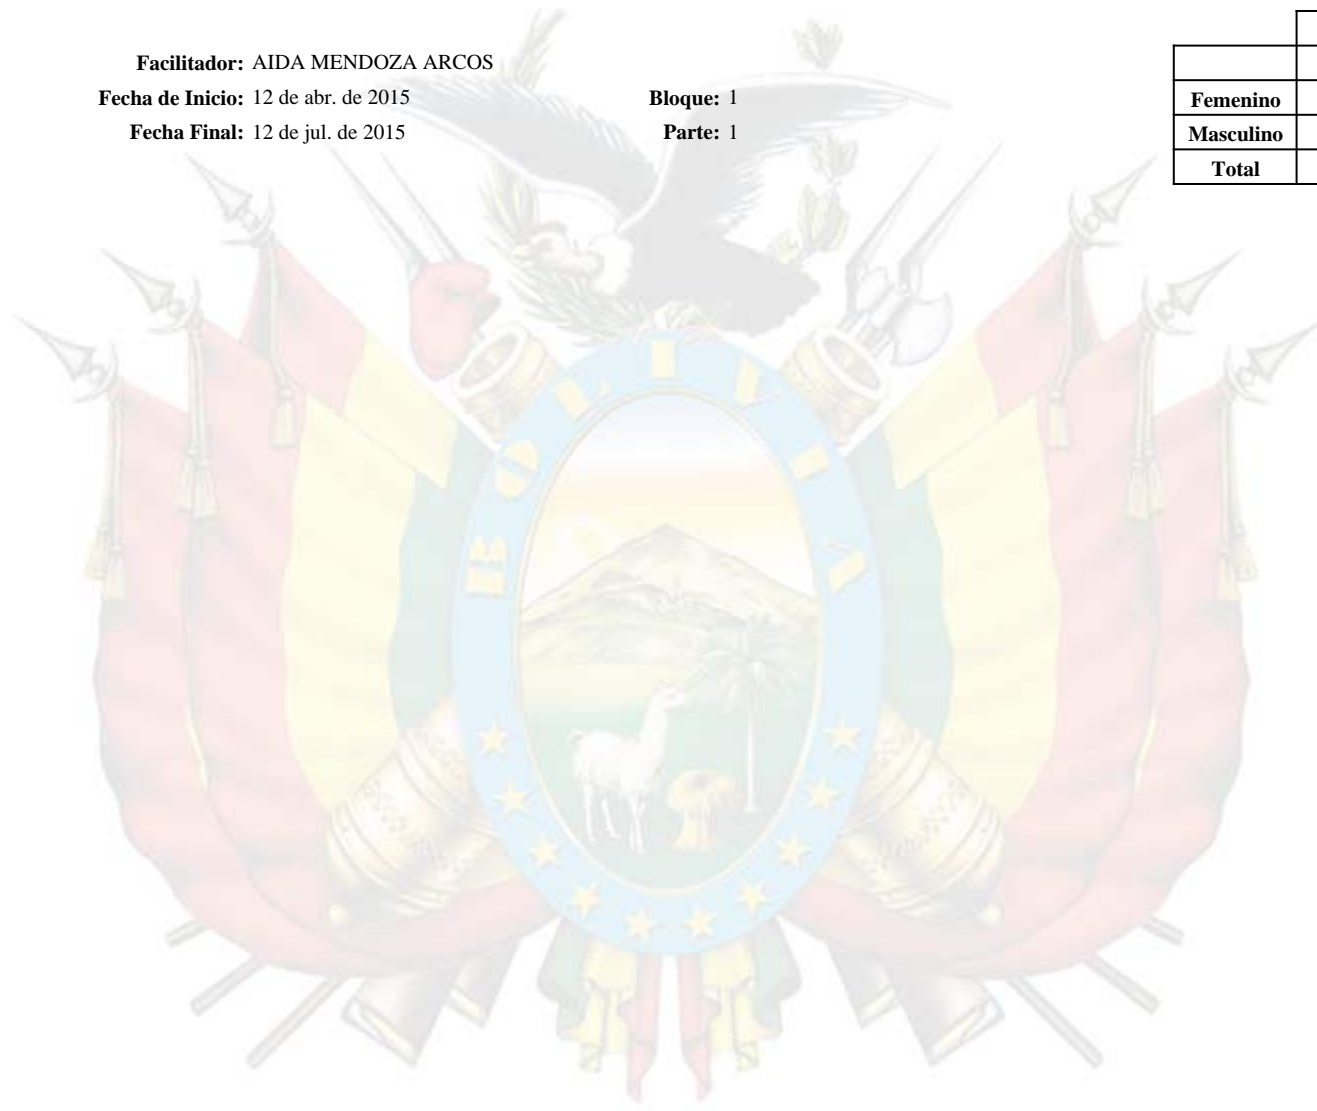 Facilitador: AIDA MENDOZA ARCOS
Fecha de Inicio: 12 de abr. de 2015
Bloque: 1
Fecha Final: 12 de jul. de 2015
Parte: 1
Femenino
Masculino
Total
BOLIVIA